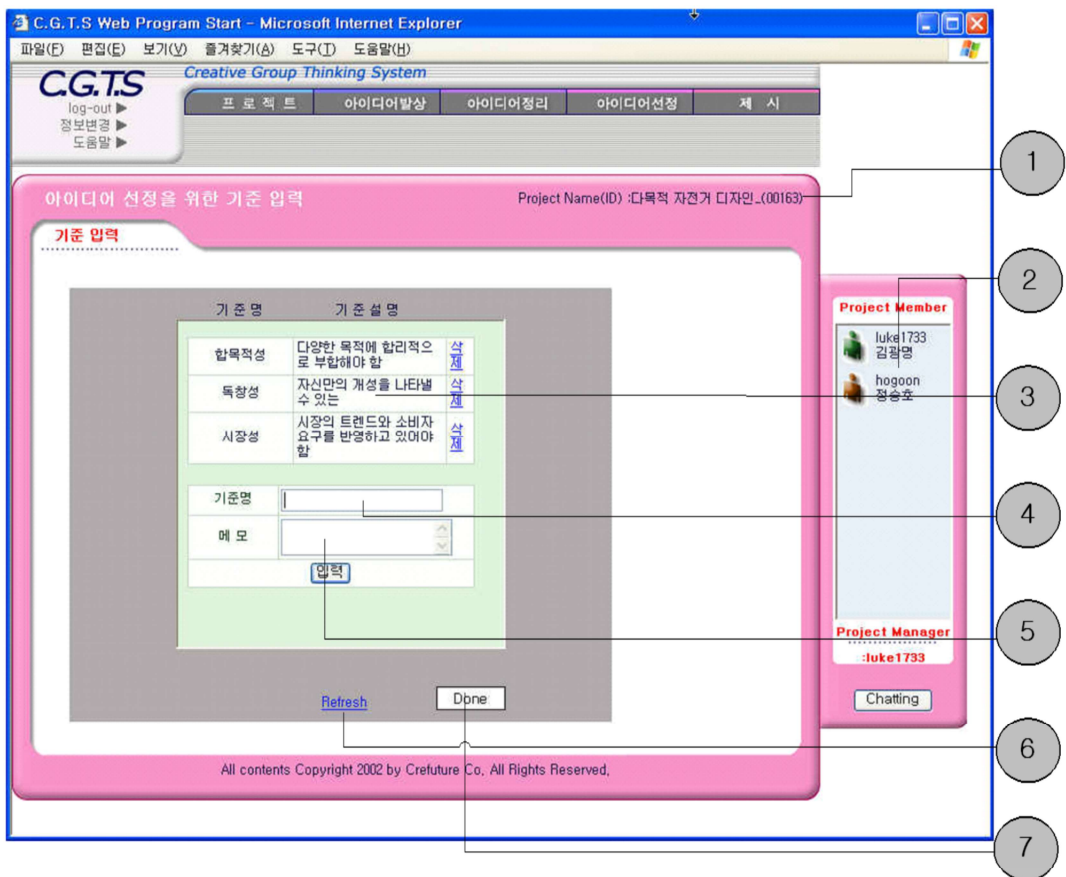 C.G.T.S Web Program Start - Microsoft Internet Explorer
파일(F) 편집(E) 보기(V) 즐겨찾기(A) 도구(T) 도움말(H)
C.G.T.S
Creative Group Thinking System
log-out ▶
정보변경 ▶
도움말 ▶
프 로 젝 트 아이디어발상 아이디어정리 아이디어선정 제 시
1
아이디어 선정을 위한 기준 입력
Project Name(ID) :다목적 자전거 디자인_(00163)
기준 입력
2
기 준 명 기 준 설 명
합목적성 다양한 목적에 합리적으
로 부합해야 함
삭
제
독창성 자신만의 개성을 나타낼
수 있는
삭
제
시장성 시장의 트렌드와 소비자
요구를 반영하고 있어야
함
삭
제
Project Member
luke1733
김광명
hogoon
정승호
3
기준명
4
메 모
입력
5
Project Manager
:luke1733
Refresh
Done
Chatting
6
All contents Copyright 2002 by Crefuture Co, All Rights Reserved,
7